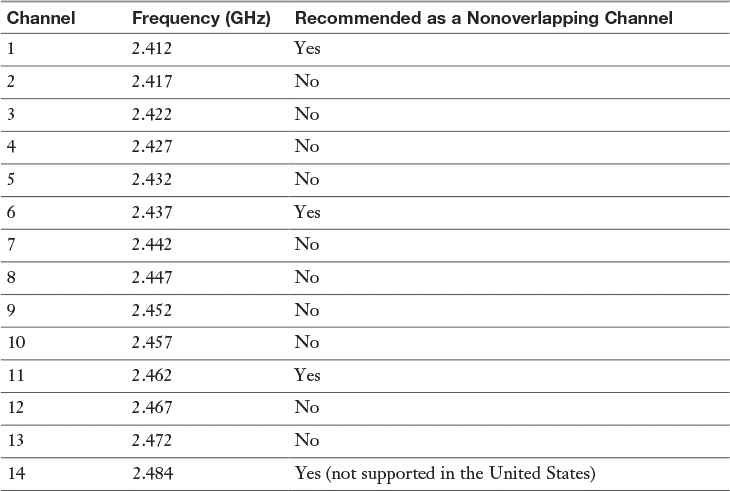 Channel Frequency (GHz) Recommended as a Nonoverlapping Channel
1 2.412 Yes
2 2.417 No
3 2.422 No
4 2.427 No
5 2.432 No
6 2.437 Yes
7 2.442 No
8 2.447 No
9 2.452 No
10 2.457 No
11 2.462 Yes
12 2.467 No
13 2.472 No
14 2.484 Yes (not supported in the United States)